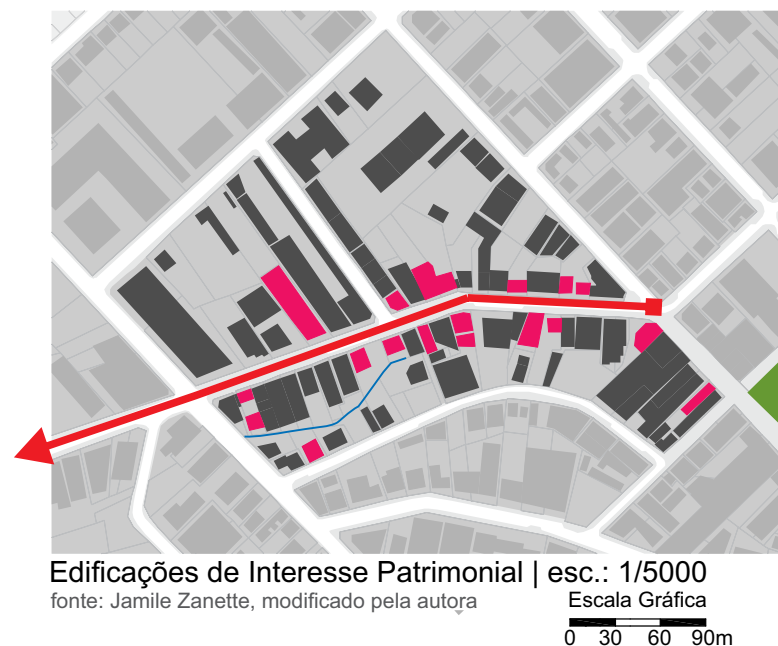 Edificações de Interesse Patrimonial | esc.: 1/5000
fonte: Jamile Zanette, modificado pela autora
Escala Gráfica
0 30 60 90m